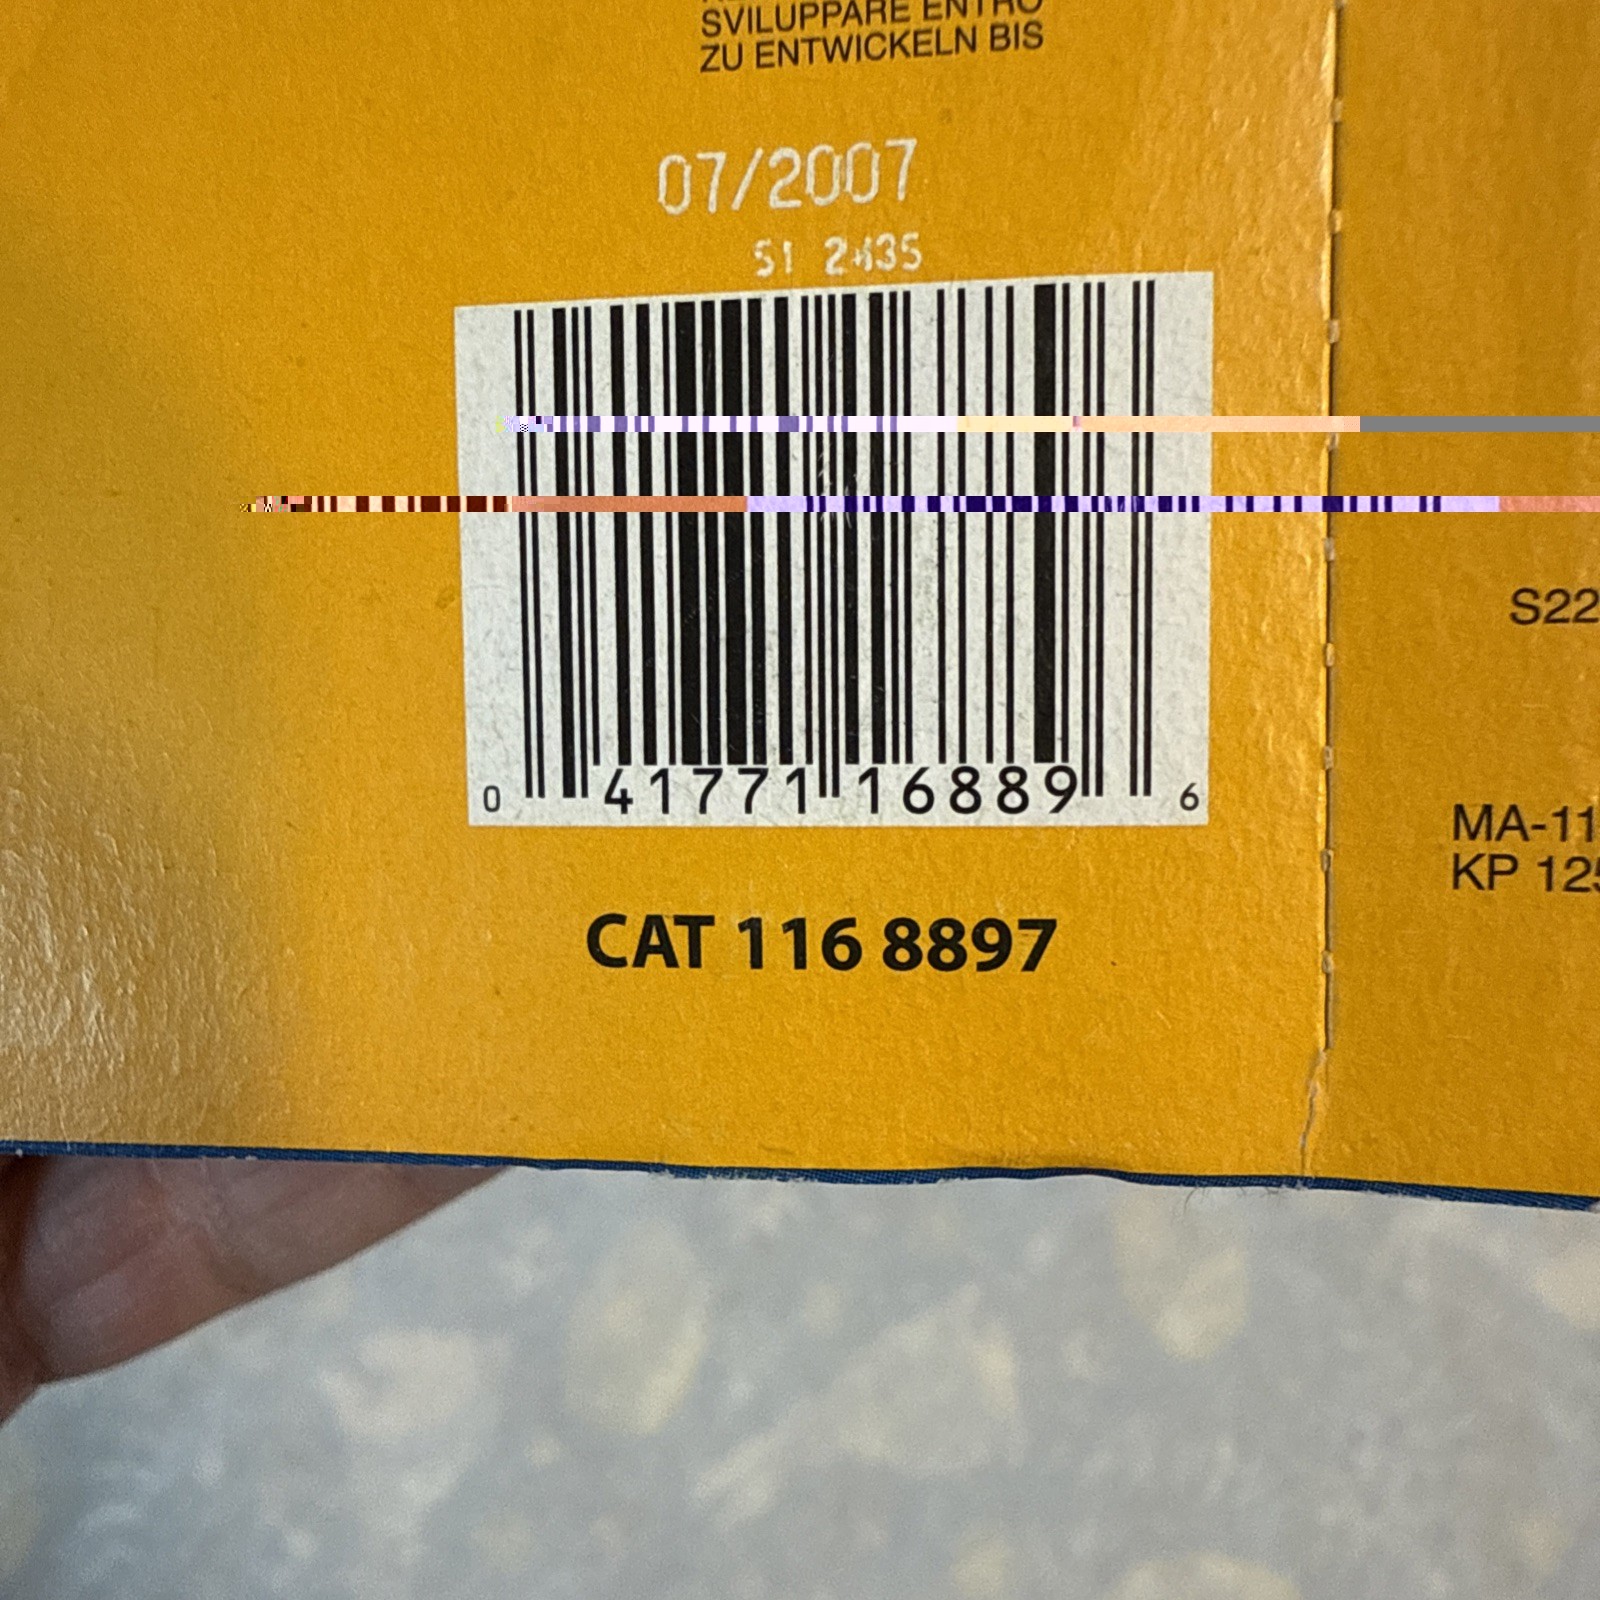 SVILUPPARE ENTRO
ZU ENTWICKELN BIS
07/2007
51 2435
0 41771 16889 6
CAT 116 8897
S22
MA-11
KP 125